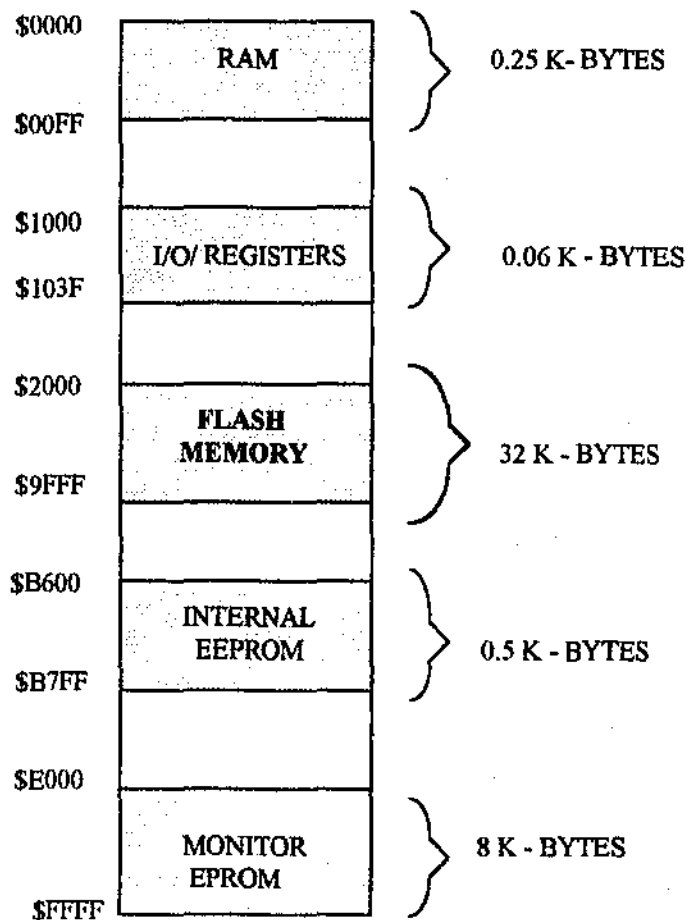 $0000
RAM
0.25 K- BYTES
$00FF
$1000
I/O/ REGISTERS
0.06 K - BYTES
$103F
$2000
FLASH
MEMORY
32 K - BYTES
$9FFF
$B600
INTERNAL
EEPROM
0.5 K - BYTES
$B7FF
$E000
MONITOR
EPROM
8 K - BYTES
$FFFF